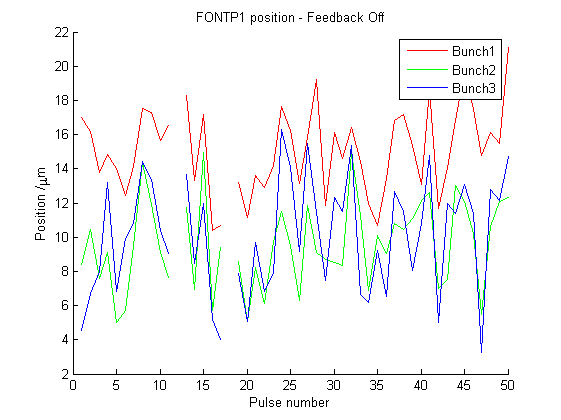 FONTP1 position - Feedback Off
Bunch1
Bunch2
Bunch3
Position /μm
22
20
18
16
14
12
10
8
6
4
2
0 5 10 15 20 25 30 35 40 45 50
Pulse number